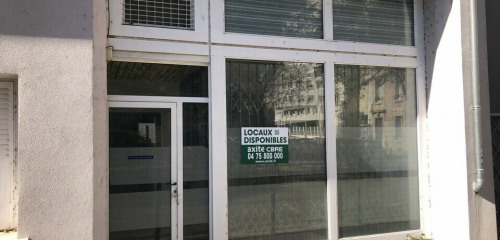 LOCAUX
DISPONIBLES
axite CBRE
04 75 800 000